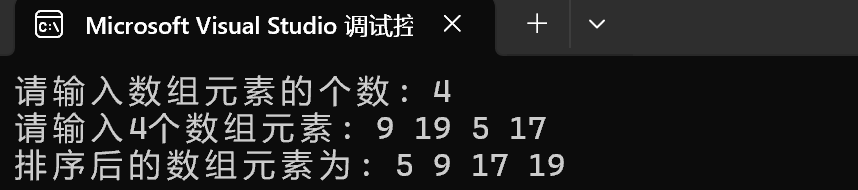 Microsoft Visual Studio 调试控
请输入数组元素的个数: 4
请输入4个数组元素: 9 19 5 17
排序后的数组元素为: 5 9 17 19